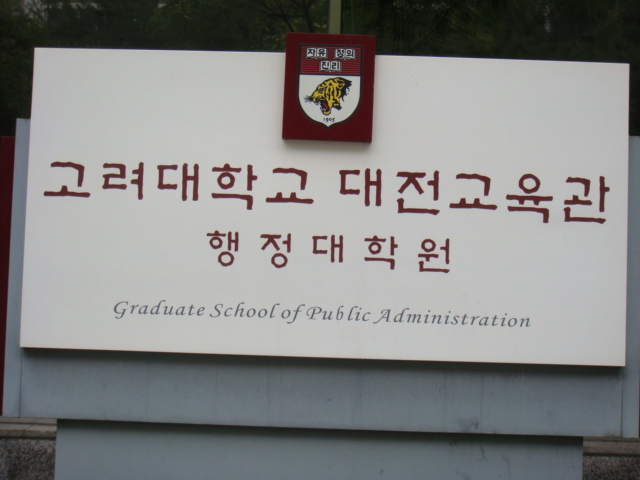 자유 정의
진리
1905
고려대학교 대전교육관
행정대학원
Graduate School of Public Administration